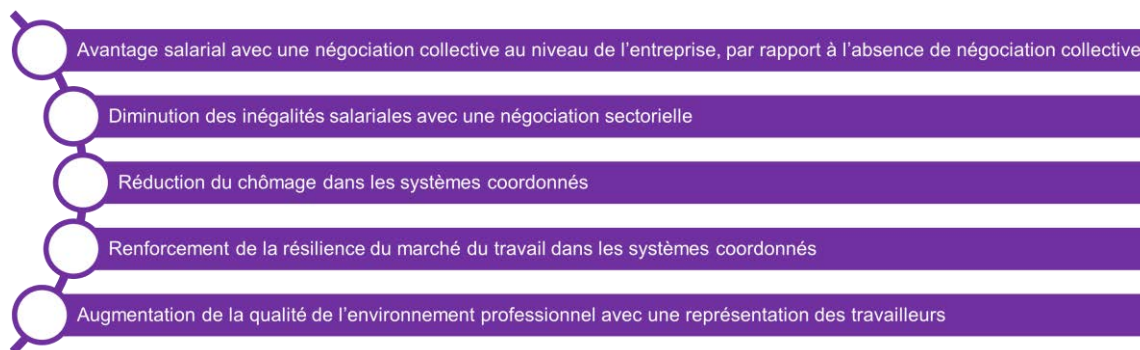 Avantage salarial avec une négociation collective au niveau de l’entreprise, par rapport à l’absence de négociation collective
Diminution des inégalités salariales avec une négociation sectorielle
Réduction du chômage dans les systèmes coordonnés
Renforcement de la résilience du marché du travail dans les systèmes coordonnés
Augmentation de la qualité de l’environnement professionnel avec une représentation des travailleurs